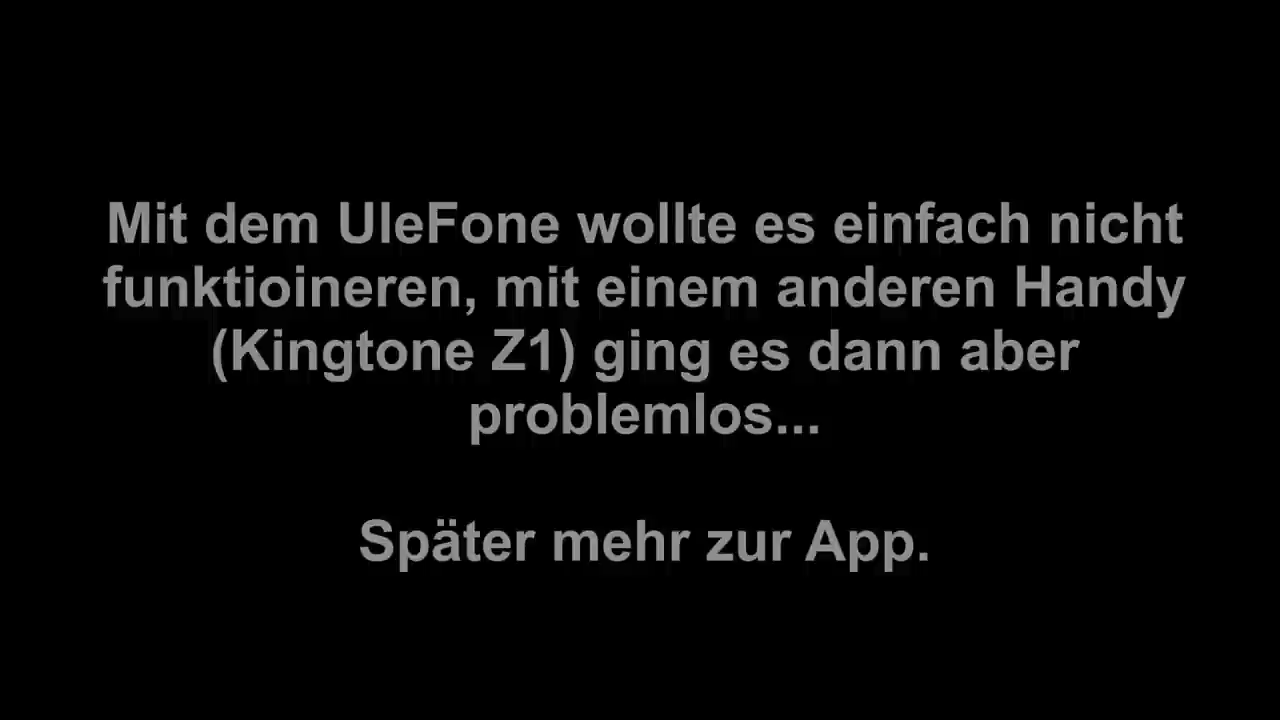 Mit dem UleFone wollte es einfach nicht
funktioineren, mit einem anderen Handy
(Kingtone Z1) ging es dann aber
problemlos...
Später mehr zur App.